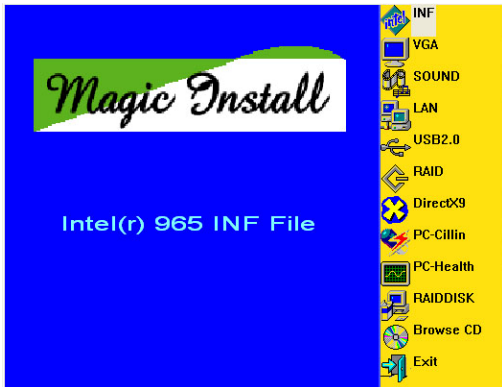 Magic Install
Intel(r) 965 INF File
intel
INF
VGA
SOUND
LAN
USB2.0
RAID
DirectX9
PC-Cillin
PC-Health
RAIDDISK
Browse CD
Exit